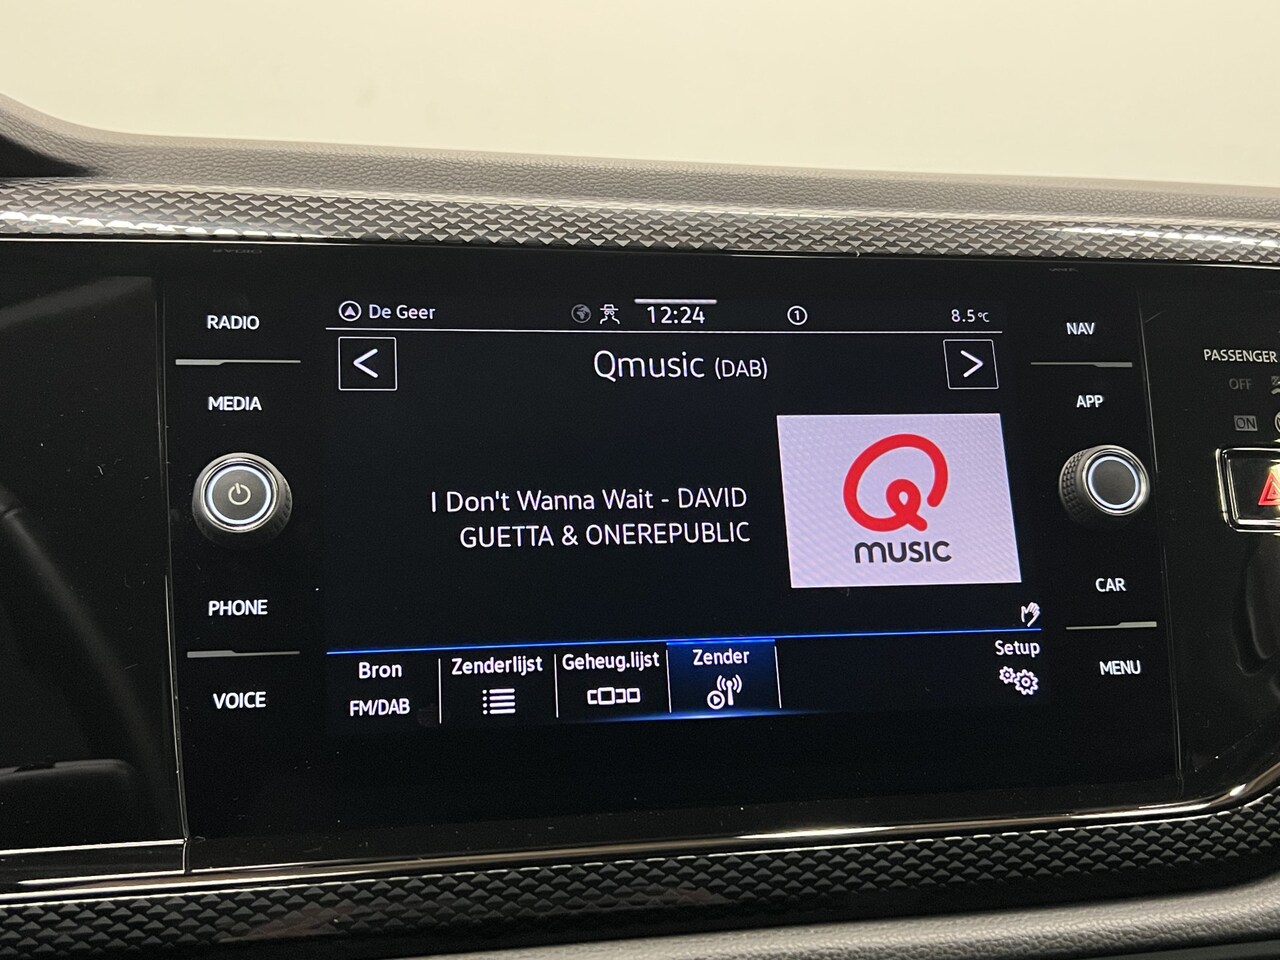 RADIO
MEDIA
PHONE
VOICE
De Geer
12:24
1
8.5°C
Qmusic (DAB)
I Don't Wanna Wait - DAVID
GUETTA & ONEREPUBLIC
MUSIC
Bron
FM/DAB
Zenderlijst
Geheug.lijst
Zender
Setup
NAV
APP
CAR
MENU
PASSENGER
OFF
ON